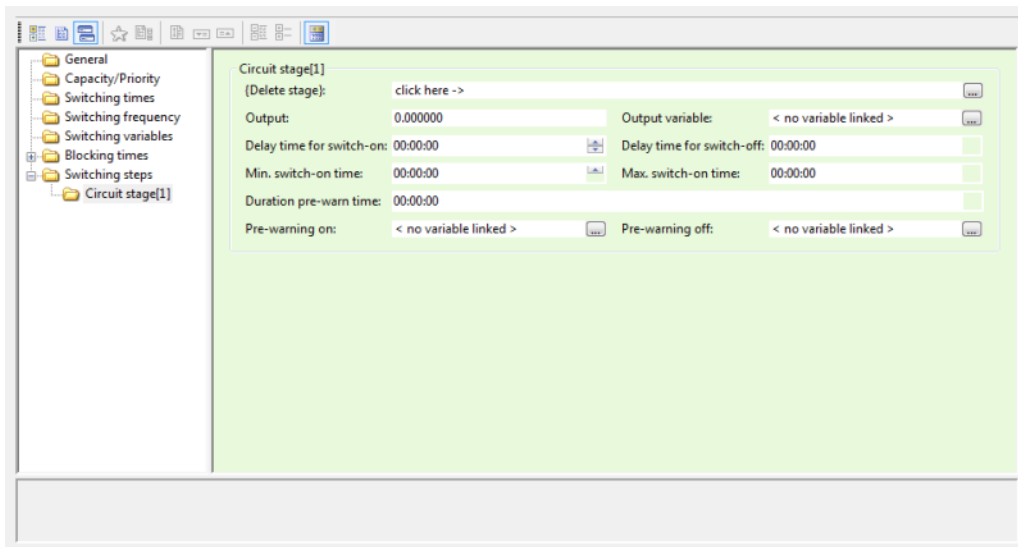 General
Capacity/Priority
Switching times
Switching frequency
Switching variables
Blocking times
Switching steps
Circuit stage[1]
Circuit stage[1]
{Delete stage}: click here -> ...
Output: 0.000000 Output variable: < no variable linked > ...
Delay time for switch-on: 00:00:00 Delay time for switch-off: 00:00:00
Min. switch-on time: 00:00:00 Max. switch-on time: 00:00:00
Duration pre-warn time: 00:00:00
Pre-warning on: < no variable linked > ... Pre-warning off: < no variable linked > ...